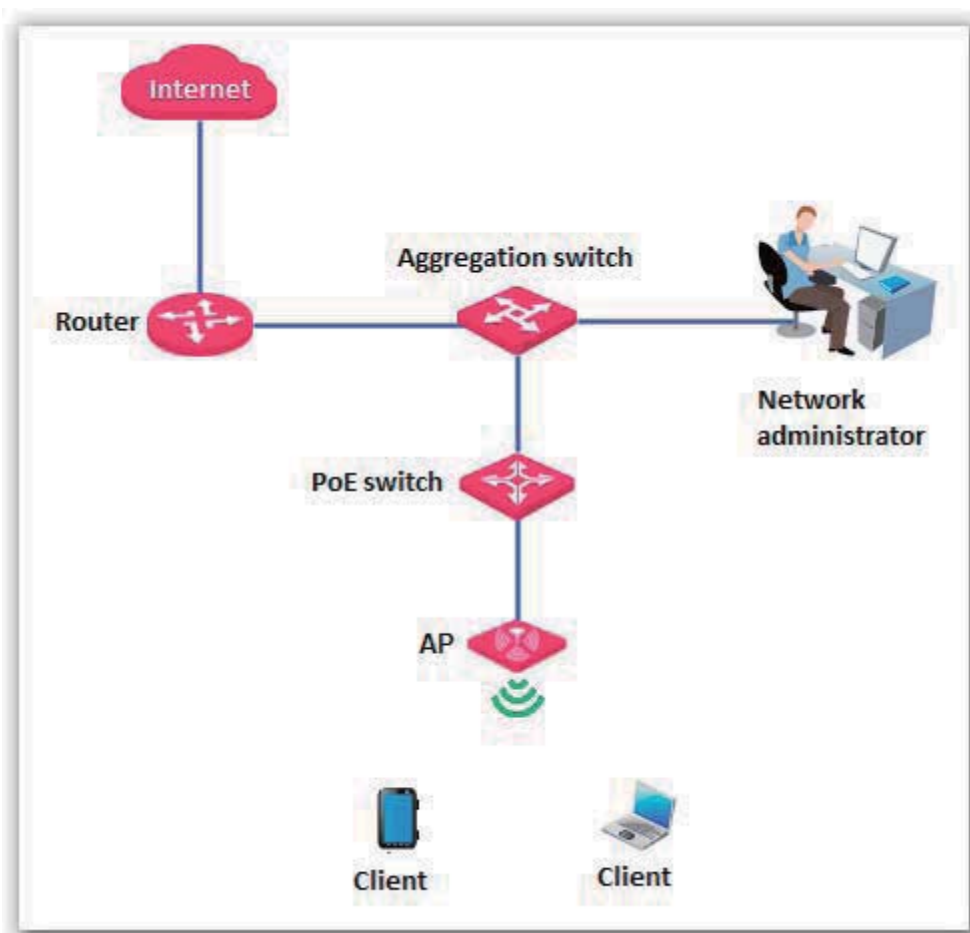 Internet
Aggregation switch
Router
Network
administrator
PoE switch
AP
Client
Client